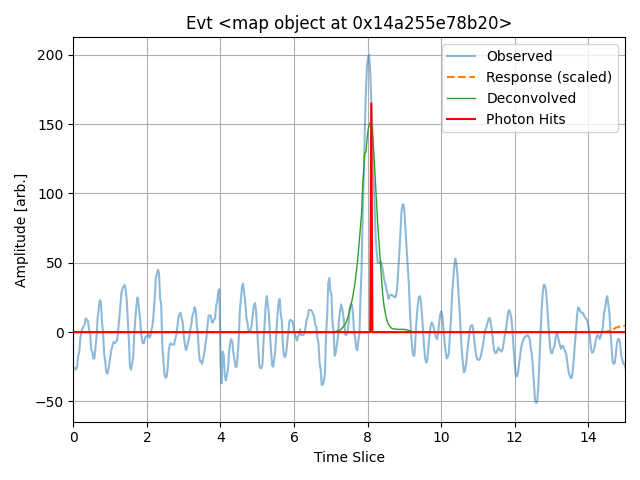 Evt <map object at 0x14a255e78b20>
Observed
Response (scaled)
Deconvolved
Photon Hits
Amplitude [arb.]
200
150
100
50
0
−50
0 2 4 6 8 10 12 14
Time Slice